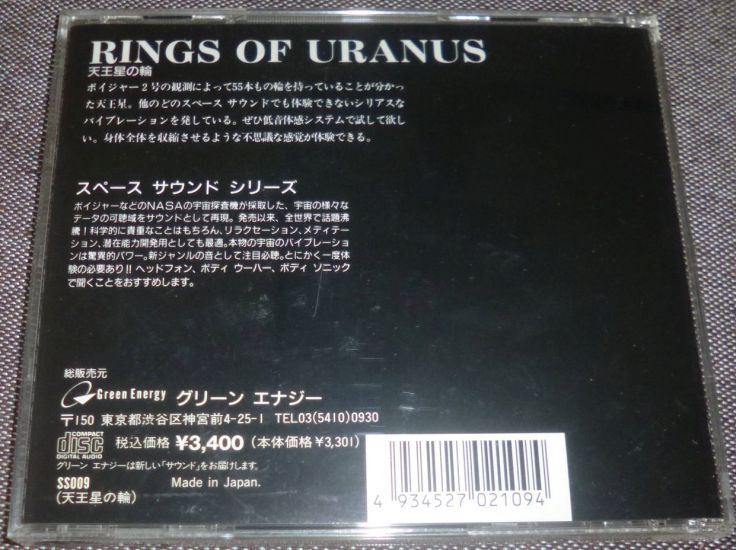 RINGS OF URANUS
天王星の輪
ボイジャー2号の観測によって55本もの輪を持っていることが分かっ
た天王星。他のどのスペース サウンドでも体験できないシリアスな
バイブレーションを発している。ぜひ低音体感システムで試して欲し
い。身体全体を収縮させるような不思議な感覚が体験できる。
スペース サウンド シリーズ
ボイジャーなどのNASAの宇宙探査機が採取した、宇宙の様々な
データの可聴域をサウンドとして再現。発売以来、全世界で話題沸
騰！科学的に貴重なことはもちろん、リラクセーション、メディテイ
ション、潜在能力開発用としても最適。本物の宇宙のバイブレーショ
ンは驚異的パワー。新ジャンルの音として注目必聴。とにかく一度体
験の必要あり!! ヘッドフォン、ボディ ウーハー、ボディ ソニック
で聞くことをおすすめします。
総販売元
Green Energy グリーン エナジー
〒150 東京都渋谷区神宮前4-25-1 TEL03(5410)0930
COMPACT disc DIGITAL AUDIO 税込価格 ¥3,400 (本体価格 ¥3,301)
グリーン エナジーは新しい「サウンド」をお届けします。
SS009 Made in Japan.
(天王星の輪)
4 934527 021094